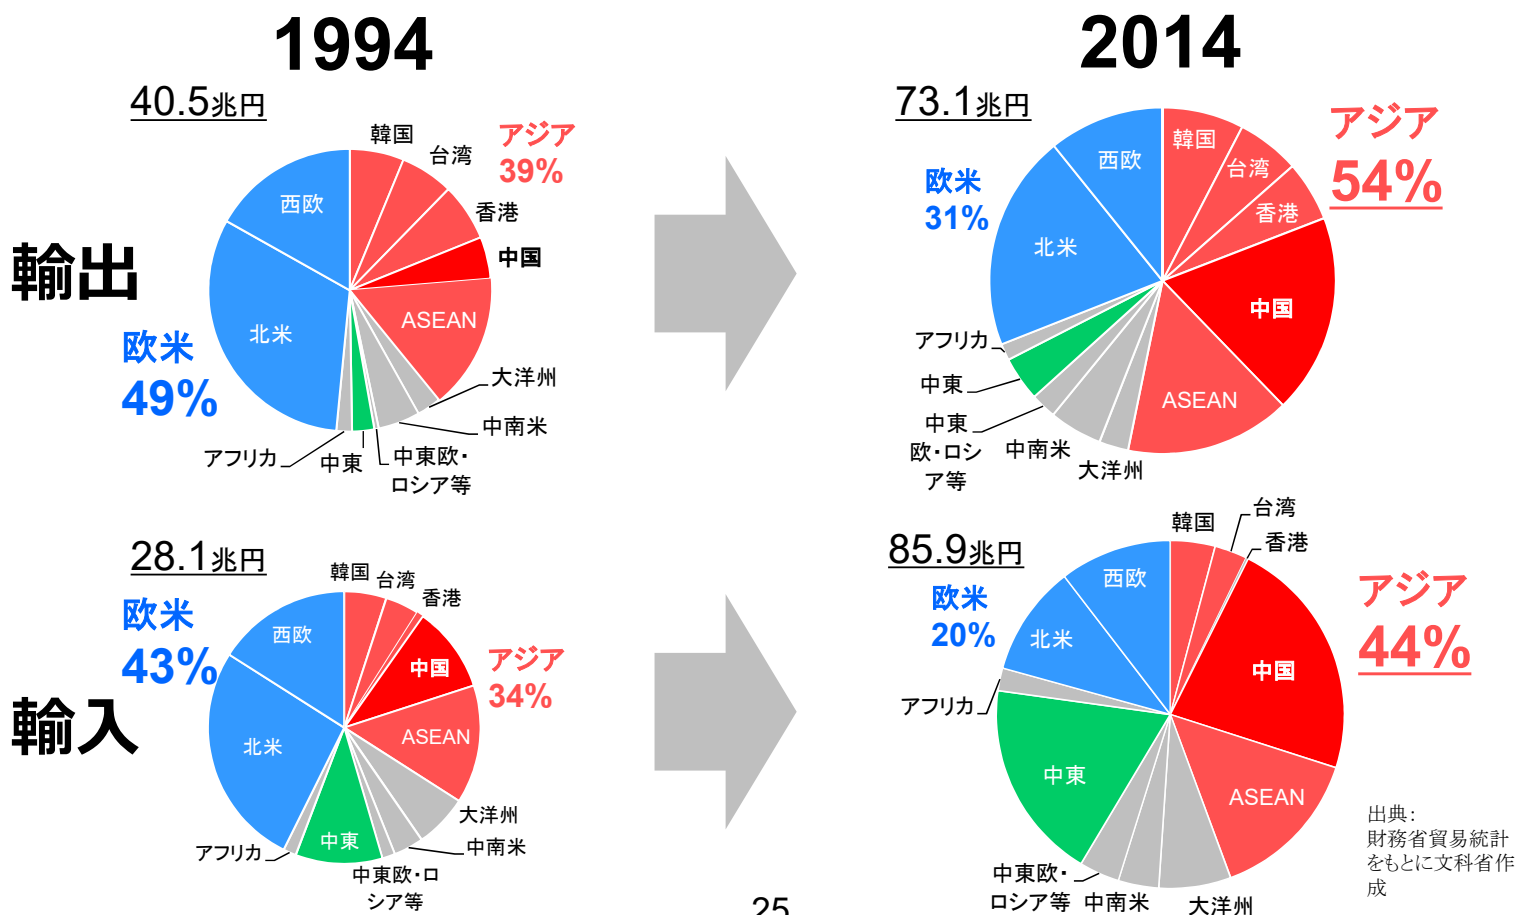 1994
2014
輸出
40.5兆円
韓国
台湾
アジア
39%
香港
中国
ASEAN
大洋州
中南米
中東欧・
ロシア等
中東
アフリカ
北米
西欧
欧米
49%
73.1兆円
韓国
台湾
アジア
54%
香港
中国
ASEAN
大洋州
中南米
中東
欧・ロシ
ア等
中東
アフリカ
北米
西欧
欧米
31%
輸入
28.1兆円
韓国
台湾
香港
中国
アジア
34%
ASEAN
大洋州
中南米
中東欧・ロ
シア等
中東
アフリカ
北米
西欧
欧米
43%
85.9兆円
韓国
台湾
香港
中国
アジア
44%
ASEAN
大洋州
中南米
中東欧・
ロシア等
中東
アフリカ
北米
西欧
欧米
20%
出典：
財務省貿易統計
をもとに文科省作
成
25